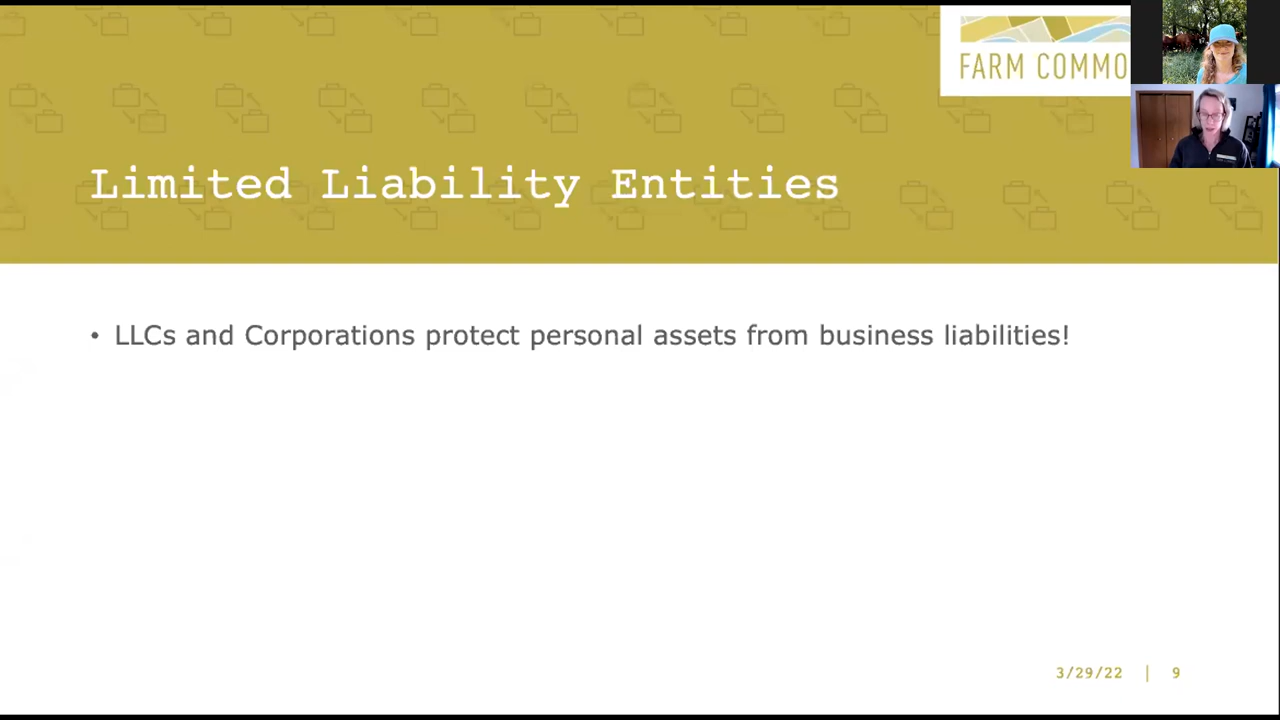 FARM COMMO
Limited Liability Entities
• LLCs and Corporations protect personal assets from business liabilities!
3/29/22 | 9